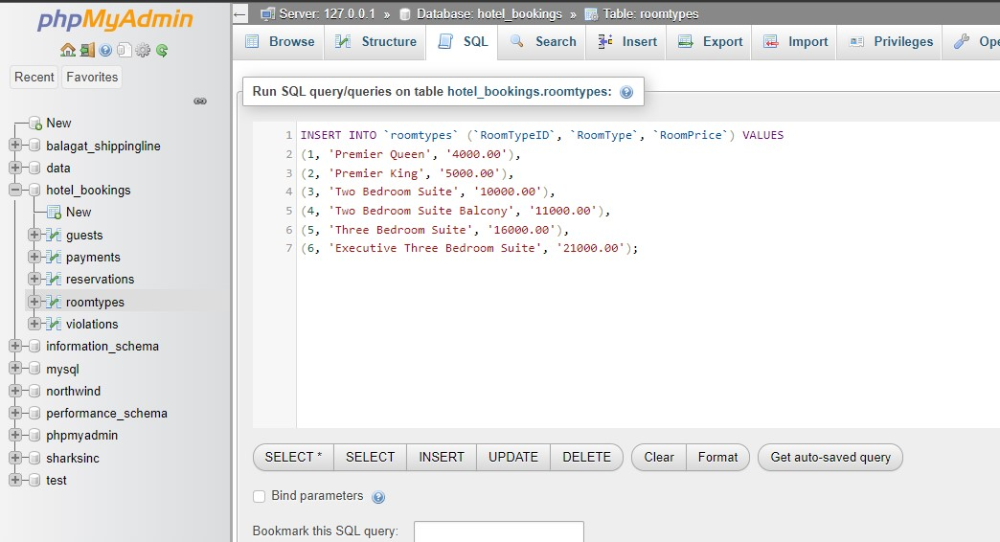 phpMyAdmin
Recent Favorites
New
balagat_shippingline
data
hotel_bookings
New
guests
payments
reservations
roomtypes
violations
information_schema
mysql
northwind
performance_schema
phpmyadmin
sharksinc
test
Server: 127.0.0.1 » Database: hotel_bookings » Table: roomtypes
Browse Structure SQL Search Insert Export Import Privileges Ope
Run SQL query/queries on table hotel_bookings.roomtypes:
1 INSERT INTO `roomtypes` (`RoomTypeID`, `RoomType`, `RoomPrice`) VALUES
2 (1, 'Premier Queen', '4000.00'),
3 (2, 'Premier King', '5000.00'),
4 (3, 'Two Bedroom Suite', '10000.00'),
5 (4, 'Two Bedroom Suite Balcony', '11000.00'),
6 (5, 'Three Bedroom Suite', '16000.00'),
7 (6, 'Executive Three Bedroom Suite', '21000.00');
SELECT * SELECT INSERT UPDATE DELETE Clear Format Get auto-saved query
Bind parameters
Bookmark this SQL query: